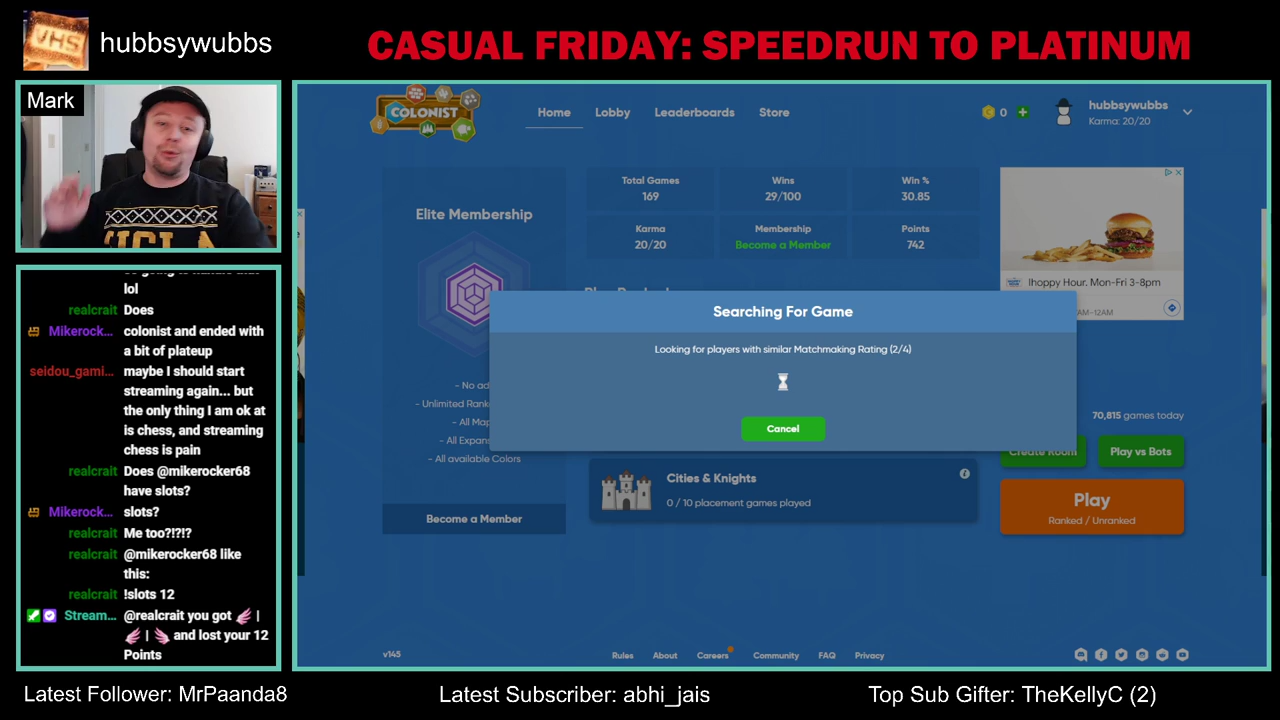 hubbsywubbs
CASUAL FRIDAY: SPEEDRUN TO PLATINUM
VHS
Mark
UCLA
lol
realcrait Does
Mikerock... colonist and ended with
a bit of plateup
seidou_gami... maybe I should start
streaming again... but
the only thing I am ok at
is chess, and streaming
chess is pain
realcrait Does @mikerocker68
have slots?
Mikerock... slots?
realcrait Me too?!?!?
realcrait @mikerocker68 like
this:
realcrait !slots 12
Stream... @realcrait you got |
| and lost your 12
Points
COLONIST
Home Lobby Leaderboards Store
0
hubbsywubbs
Karma: 20/20
Elite Membership
- No ad
- Unlimited Rank
- All Map
- All Expan
- All available Colors
Become a Member
Total Games Wins Win %
169 29/100 30.85
Karma Membership Points
20/20 Become a Member 742
Ihoppy Hour. Mon-Fri 3-8pm
AM-12AM
Searching For Game
Looking for players with similar Matchmaking Rating (2/4)
Cancel
70,815 games today
Create Room Play vs Bots
Cities & Knights
0 / 10 placement games played
Play
Ranked / Unranked
v145 Rules About Careers Community FAQ Privacy
Latest Follower: MrPaanda8 Latest Subscriber: abhi_jais Top Sub Gifter: TheKellyC (2)